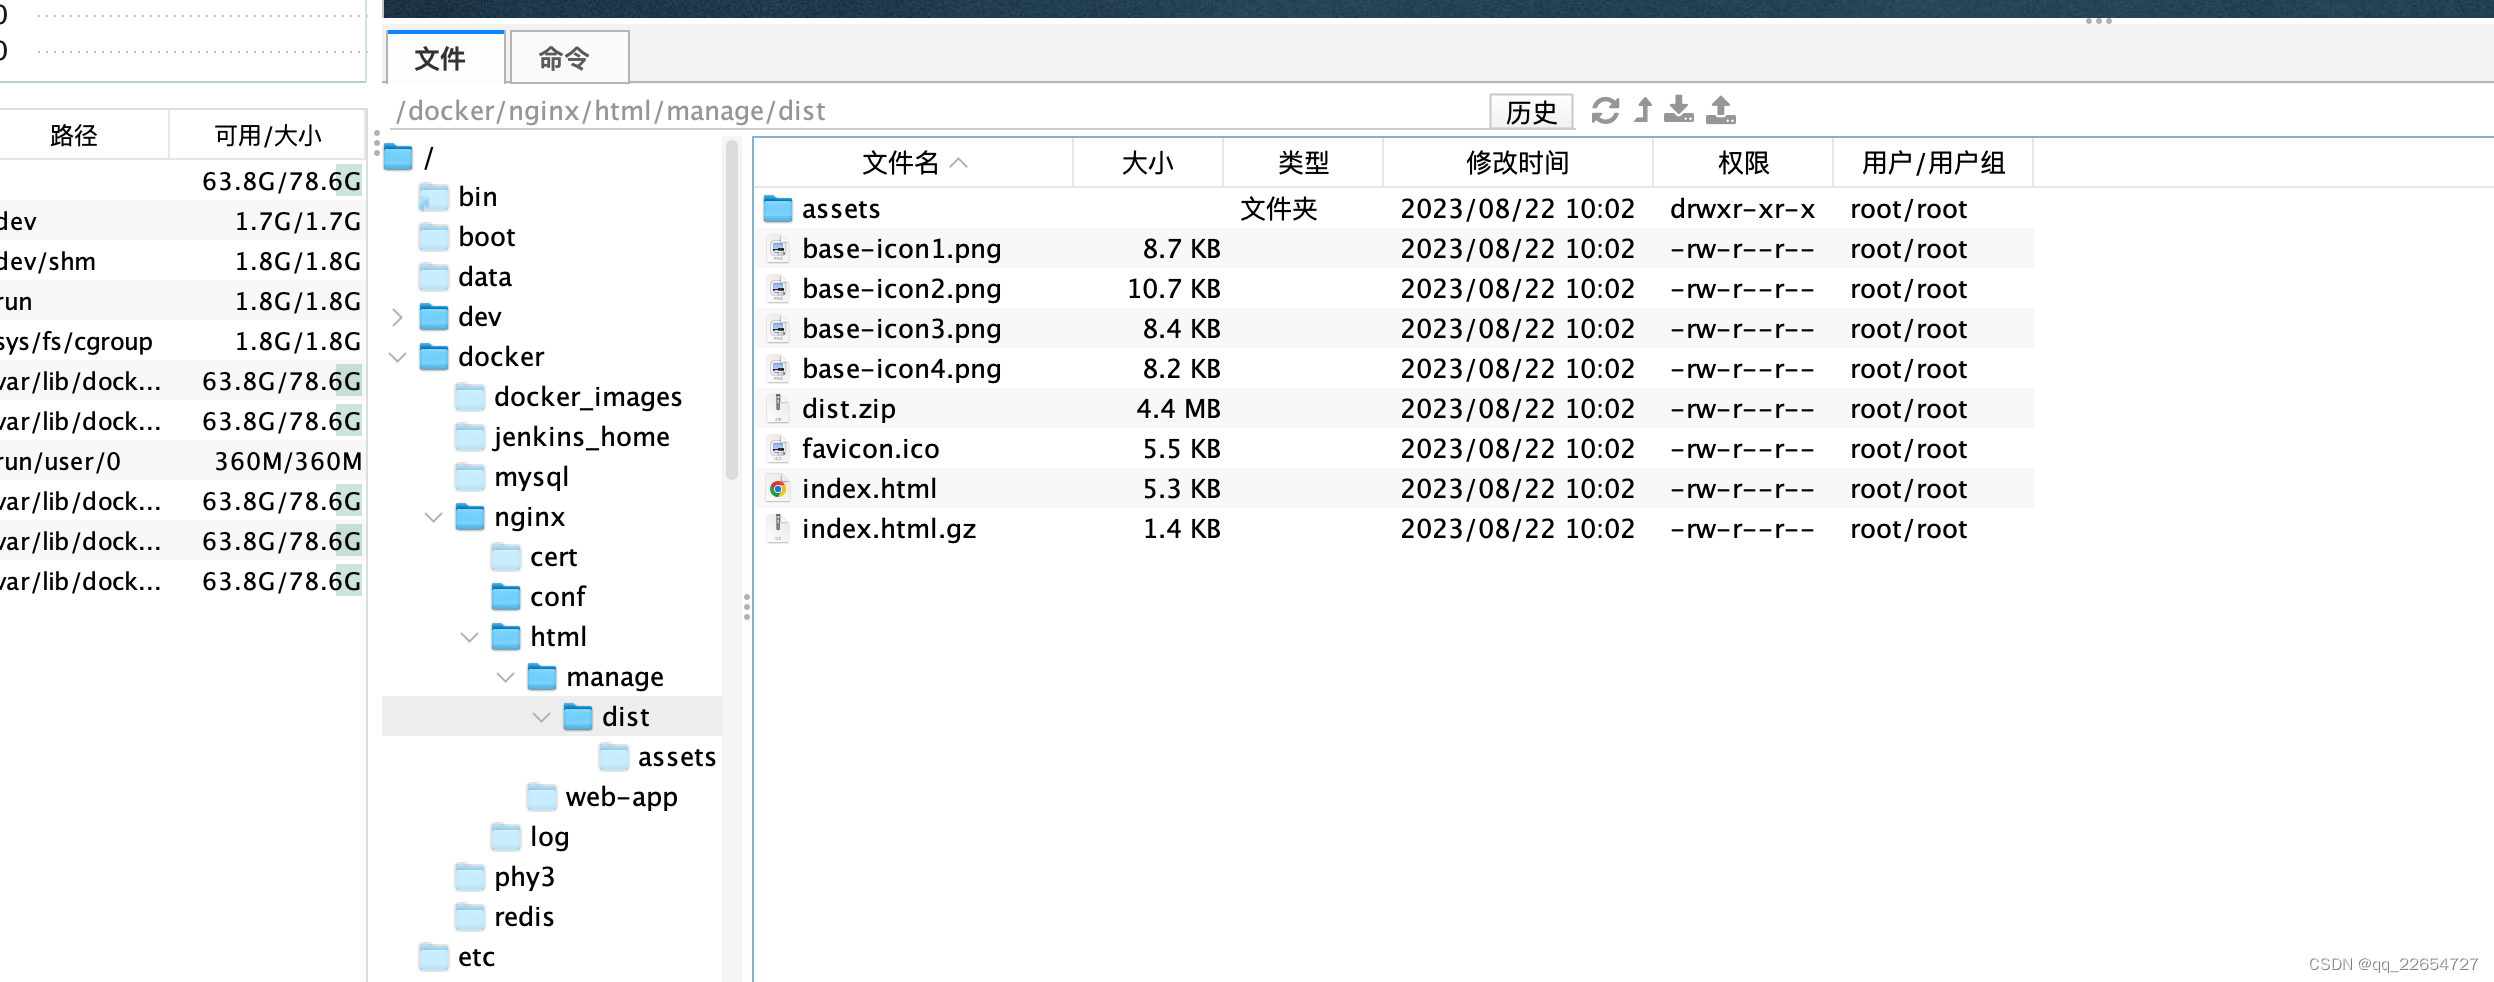 0
0
文件 命令
/docker/nginx/html/manage/dist 历史
路径 可用/大小
63.8G/78.6G
dev 1.7G/1.7G
dev/shm 1.8G/1.8G
run 1.8G/1.8G
sys/fs/cgroup 1.8G/1.8G
var/lib/dock... 63.8G/78.6G
var/lib/dock... 63.8G/78.6G
run/user/0 360M/360M
var/lib/dock... 63.8G/78.6G
var/lib/dock... 63.8G/78.6G
var/lib/dock... 63.8G/78.6G
/
bin
boot
data
dev
docker
docker_images
jenkins_home
mysql
nginx
cert
conf
html
manage
dist
assets
web-app
log
phy3
redis
etc
文件名 大小 类型 修改时间 权限 用户/用户组
assets 文件夹 2023/08/22 10:02 drwxr-xr-x root/root
base-icon1.png 8.7 KB 2023/08/22 10:02 -rw-r--r-- root/root
base-icon2.png 10.7 KB 2023/08/22 10:02 -rw-r--r-- root/root
base-icon3.png 8.4 KB 2023/08/22 10:02 -rw-r--r-- root/root
base-icon4.png 8.2 KB 2023/08/22 10:02 -rw-r--r-- root/root
dist.zip 4.4 MB 2023/08/22 10:02 -rw-r--r-- root/root
favicon.ico 5.5 KB 2023/08/22 10:02 -rw-r--r-- root/root
index.html 5.3 KB 2023/08/22 10:02 -rw-r--r-- root/root
index.html.gz 1.4 KB 2023/08/22 10:02 -rw-r--r-- root/root
CSDN @qq_22654727